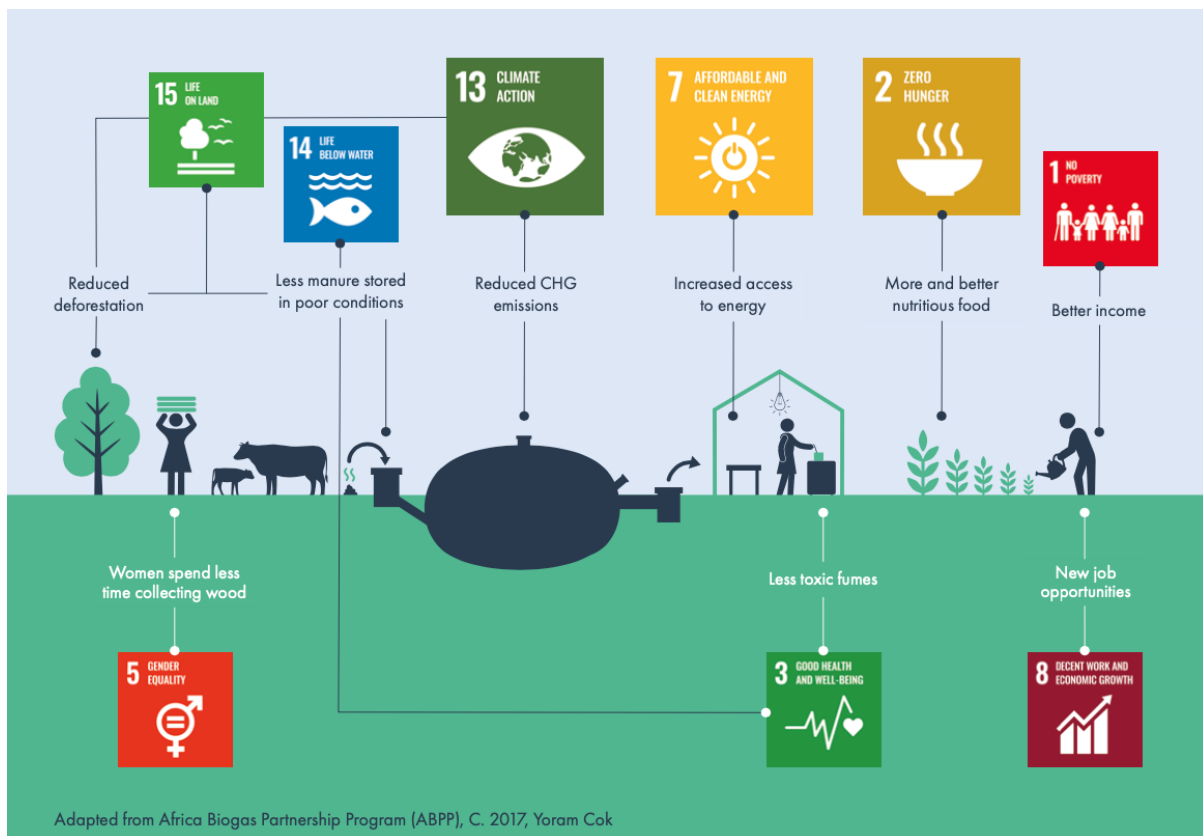 15 LIFE
ON LAND
14 LIFE
BELOW WATER
13 CLIMATE
ACTION
7 AFFORDABLE AND
CLEAN ENERGY
2 ZERO
HUNGER
1 NO
POVERTY
Reduced
deforestation
Less manure stored
in poor conditions
Reduced CHG
emissions
Increased access
to energy
More and better
nutritious food
Better income
Women spend less
time collecting wood
Less toxic fumes
New job
opportunities
5 GENDER
EQUALITY
3 GOOD HEALTH
AND WELL-BEING
8 DECENT WORK AND
ECONOMIC GROWTH
Adapted from Africa Biogas Partnership Program (ABPP), C. 2017, Yoram Cok